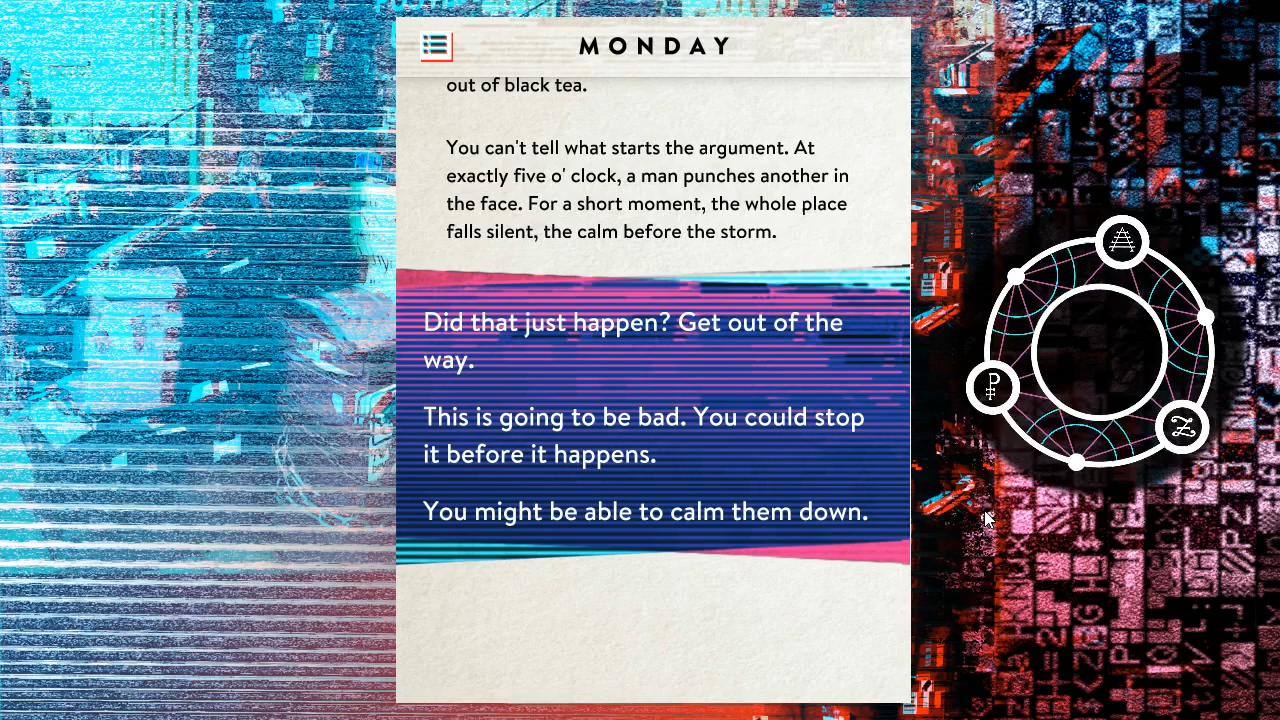 MONDAY
out of black tea.
You can't tell what starts the argument. At
exactly five o' clock, a man punches another in
the face. For a short moment, the whole place
falls silent, the calm before the storm.
Did that just happen? Get out of the
way.
This is going to be bad. You could stop
it before it happens.
You might be able to calm them down.